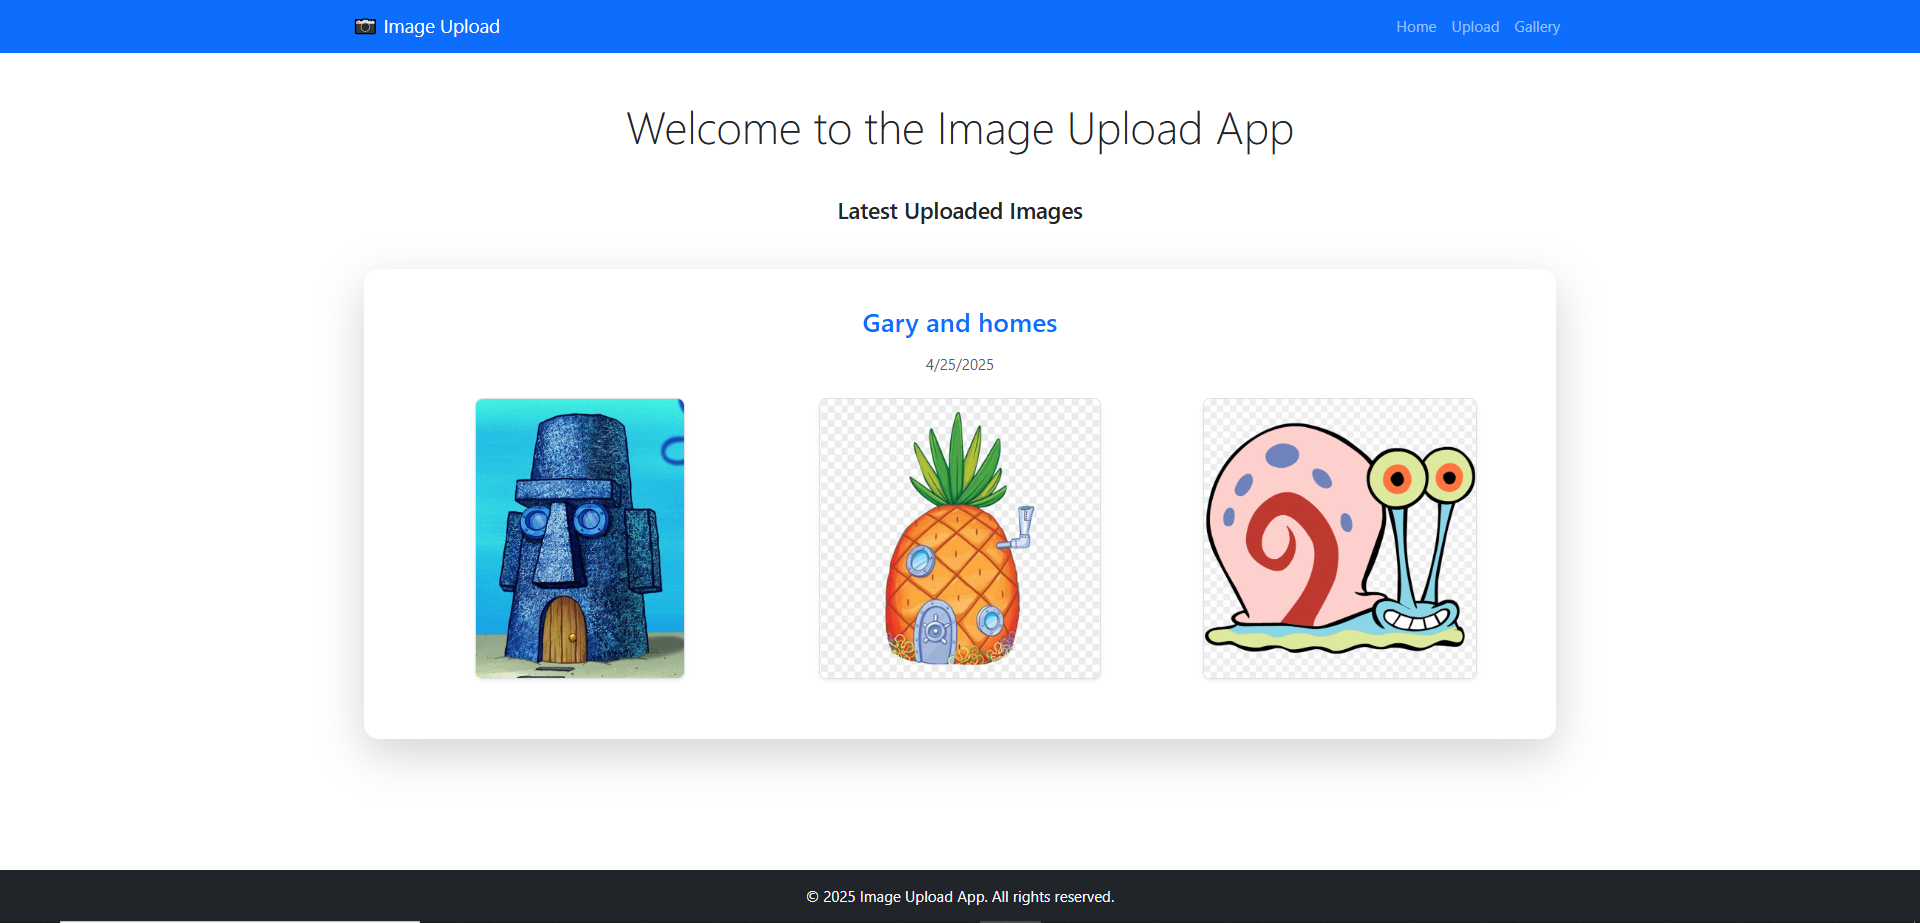 Image Upload
Home Upload Gallery
Welcome to the Image Upload App
Latest Uploaded Images
Gary and homes
4/25/2025
© 2025 Image Upload App. All rights reserved.